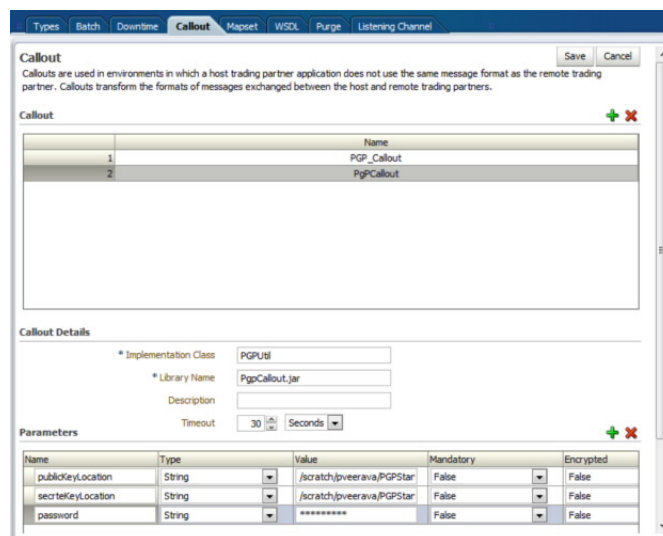 Types Batch Downtime Callout Mapset WSDL Purge Listening Channel
Callout Save Cancel
Callouts are used in environments in which a host trading partner application does not use the same message format as the remote trading
partner. Callouts transform the formats of messages exchanged between the host and remote trading partners.
Callout
Name
1 PGP_Callout
2 PgPCallout
Callout Details
* Implementation Class PGPUtil
* Library Name PgpCallout.jar
Description
Timeout 30 Seconds
Parameters
Name Type Value Mandatory Encrypted
publicKeyLocation String /scratch/pveerava/PGPStar False False
secrteKeyLocation String /scratch/pveerava/PGPStar False False
password String ********* False False